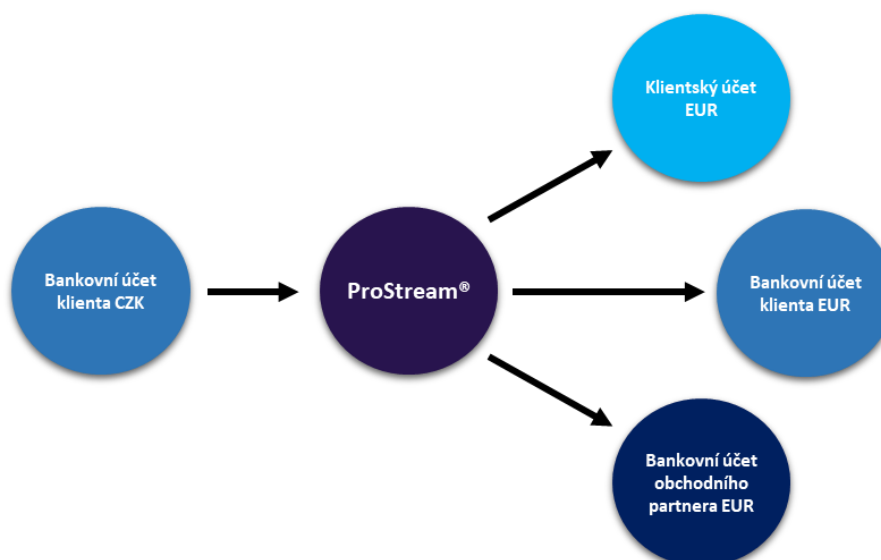 Klientský účet
EUR
Bankovní účet
klienta CZK
ProStream®
Bankovní účet
klienta EUR
Bankovní účet
obchodního
partnera EUR